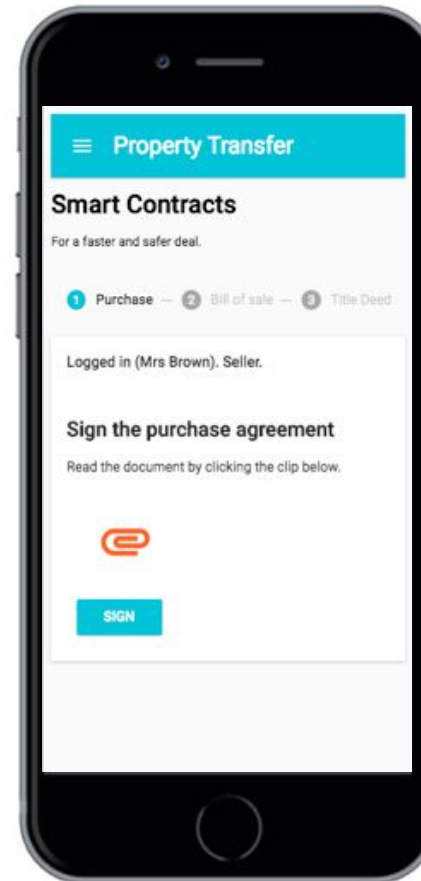 Property Transfer
Smart Contracts
For a faster and safer deal.
1 Purchase – 2 Bill of sale – 3 Title Deed
Logged in (Mrs Brown). Seller.
Sign the purchase agreement
Read the document by clicking the clip below.
SIGN